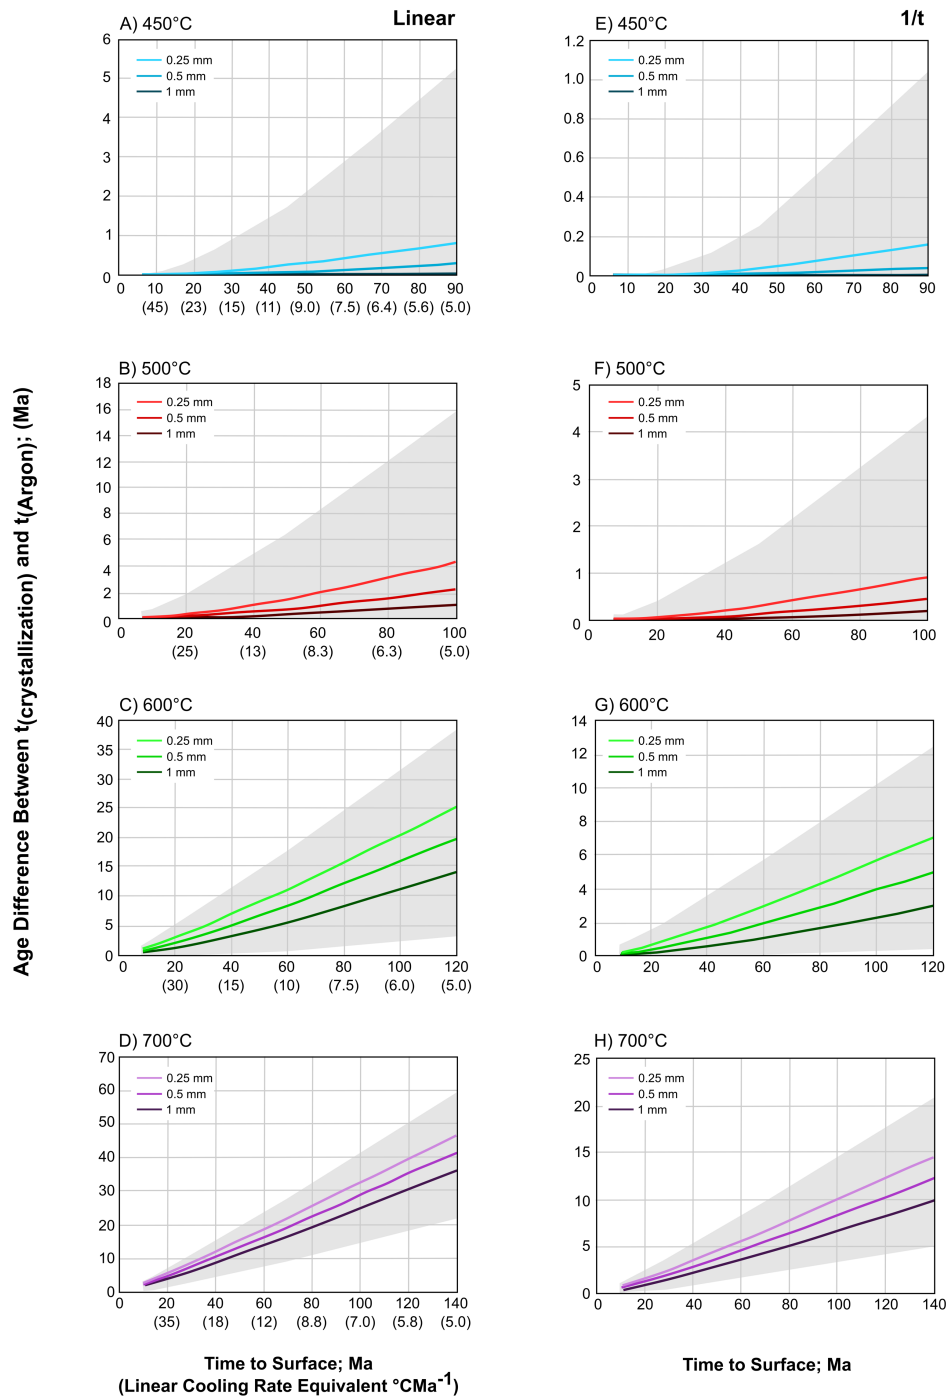 Linear
1/t
A) 450°C
6
5
4
3
2
1
0
0.25 mm
0.5 mm
1 mm
0 10 20 30 40 50 60 70 80 90
(45) (23) (15) (11) (9.0) (7.5) (6.4) (5.6) (5.0)
E) 450°C
1.2
1.0
0.8
0.6
0.4
0.2
0
0.25 mm
0.5 mm
1 mm
0 10 20 30 40 50 60 70 80 90
Age Difference Between t(crystallization) and t(Argon); (Ma)
B) 500°C
18
16
14
12
10
8
6
4
2
0
0.25 mm
0.5 mm
1 mm
0 20 40 60 80 100
(25) (13) (8.3) (6.3) (5.0)
F) 500°C
5
4
3
2
1
0
0.25 mm
0.5 mm
1 mm
0 20 40 60 80 100
C) 600°C
40
35
30
25
20
15
10
5
0
0.25 mm
0.5 mm
1 mm
0 20 40 60 80 100 120
(30) (15) (10) (7.5) (6.0) (5.0)
G) 600°C
14
12
10
8
6
4
2
0
0.25 mm
0.5 mm
1 mm
0 20 40 60 80 100 120
D) 700°C
70
60
50
40
30
20
10
0
0.25 mm
0.5 mm
1 mm
0 20 40 60 80 100 120 140
(35) (18) (12) (8.8) (7.0) (5.8) (5.0)
H) 700°C
25
20
15
10
5
0
0.25 mm
0.5 mm
1 mm
0 20 40 60 80 100 120 140
Time to Surface; Ma
(Linear Cooling Rate Equivalent °CMa-1)
Time to Surface; Ma